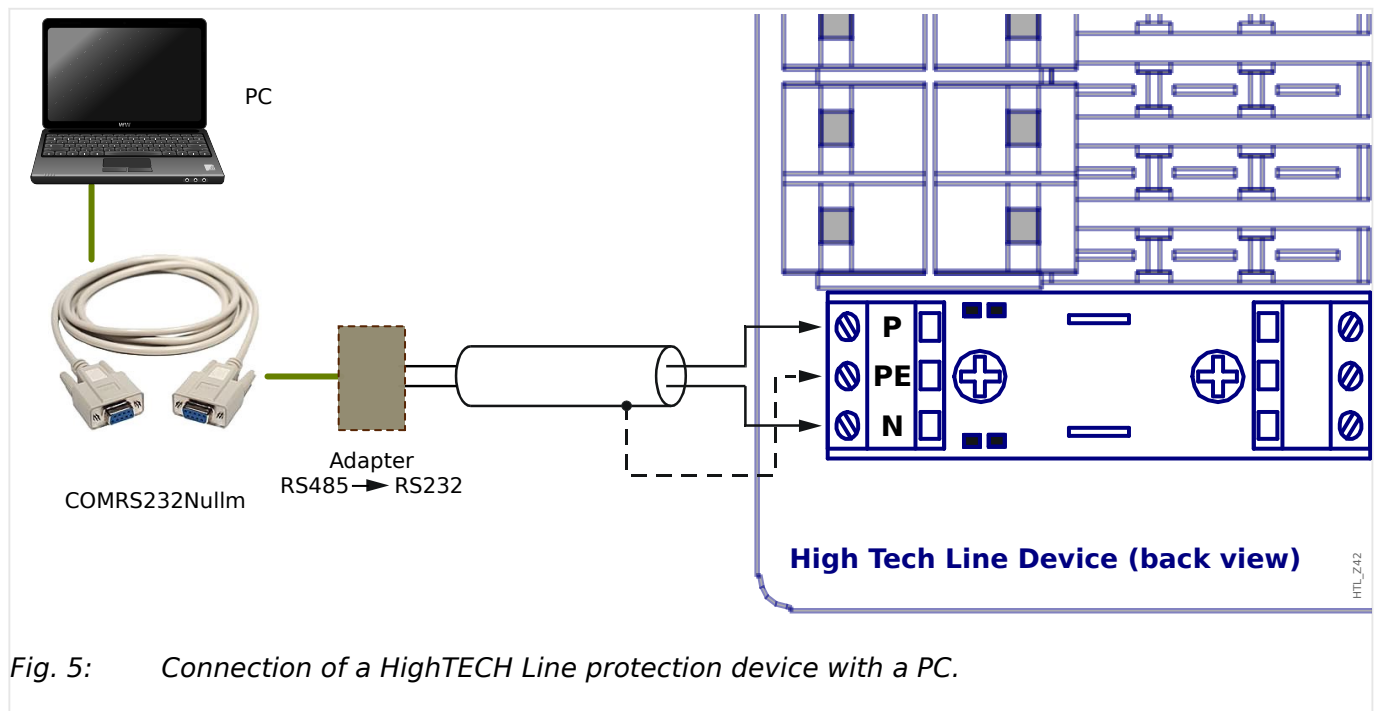 PC
P
PE
N
Adapter
RS485 RS232
COMRS232Nullm
High Tech Line Device (back view)
HTL_Z42
Fig. 5: Connection of a HighTECH Line protection device with a PC.